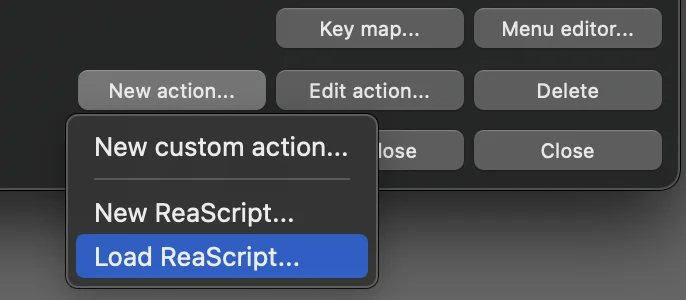 Key map...
Menu editor...
New action...
Edit action...
Delete
New custom action...
lose
Close
New ReaScript...
Load ReaScript...